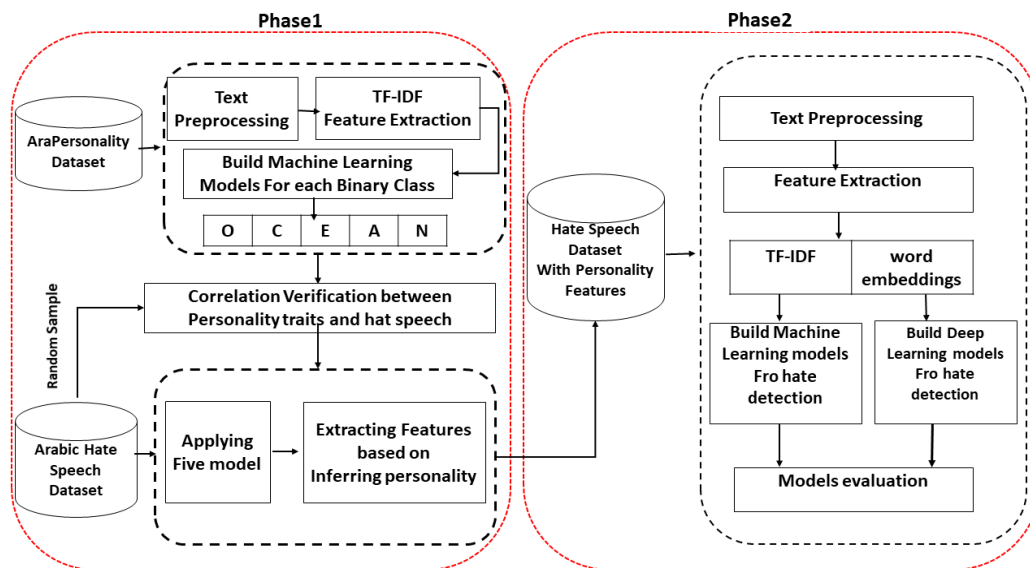 Phase1
AraPersonality
Dataset
Text
Preprocessing
TF-IDF
Feature Extraction
Build Machine Learning
Models For each Binary Class
O C E A N
Correlation Verification between
Personality traits and hat speech
Random Sample
Arabic Hate
Speech
Dataset
Applying
Five model
Extracting Features
based on
Inferring personality
Phase2
Hate Speech
Dataset
With Personality
Features
Text Preprocessing
Feature Extraction
TF-IDF
word
embeddings
Build Machine
Learning models
Fro hate
detection
Build Deep
Learning models
Fro hate
detection
Models evaluation